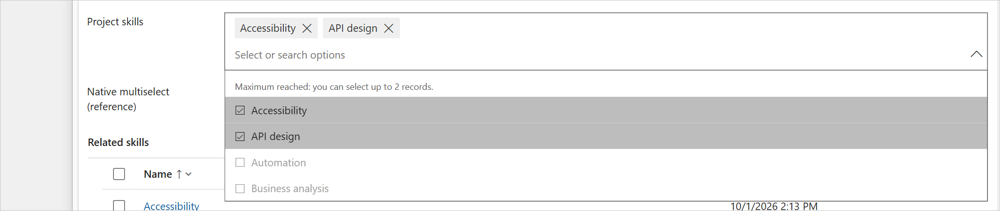 Project skills
Accessibility
API design
Select or search options
Maximum reached: you can select up to 2 records.
Native multiselect
(reference)
Accessibility
API design
Automation
Business analysis
Related skills
Name
Accessibility
10/1/2026 2:13 PM